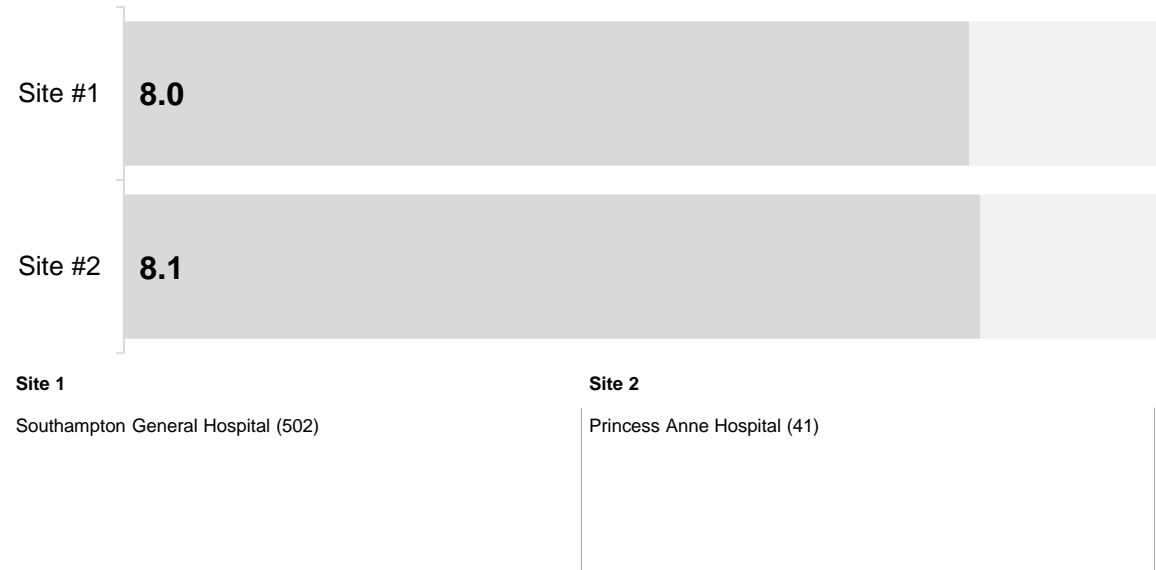 Site #1 8.0
Site #2 8.1
Site 1 Site 2
Southampton General Hospital (502) Princess Anne Hospital (41)